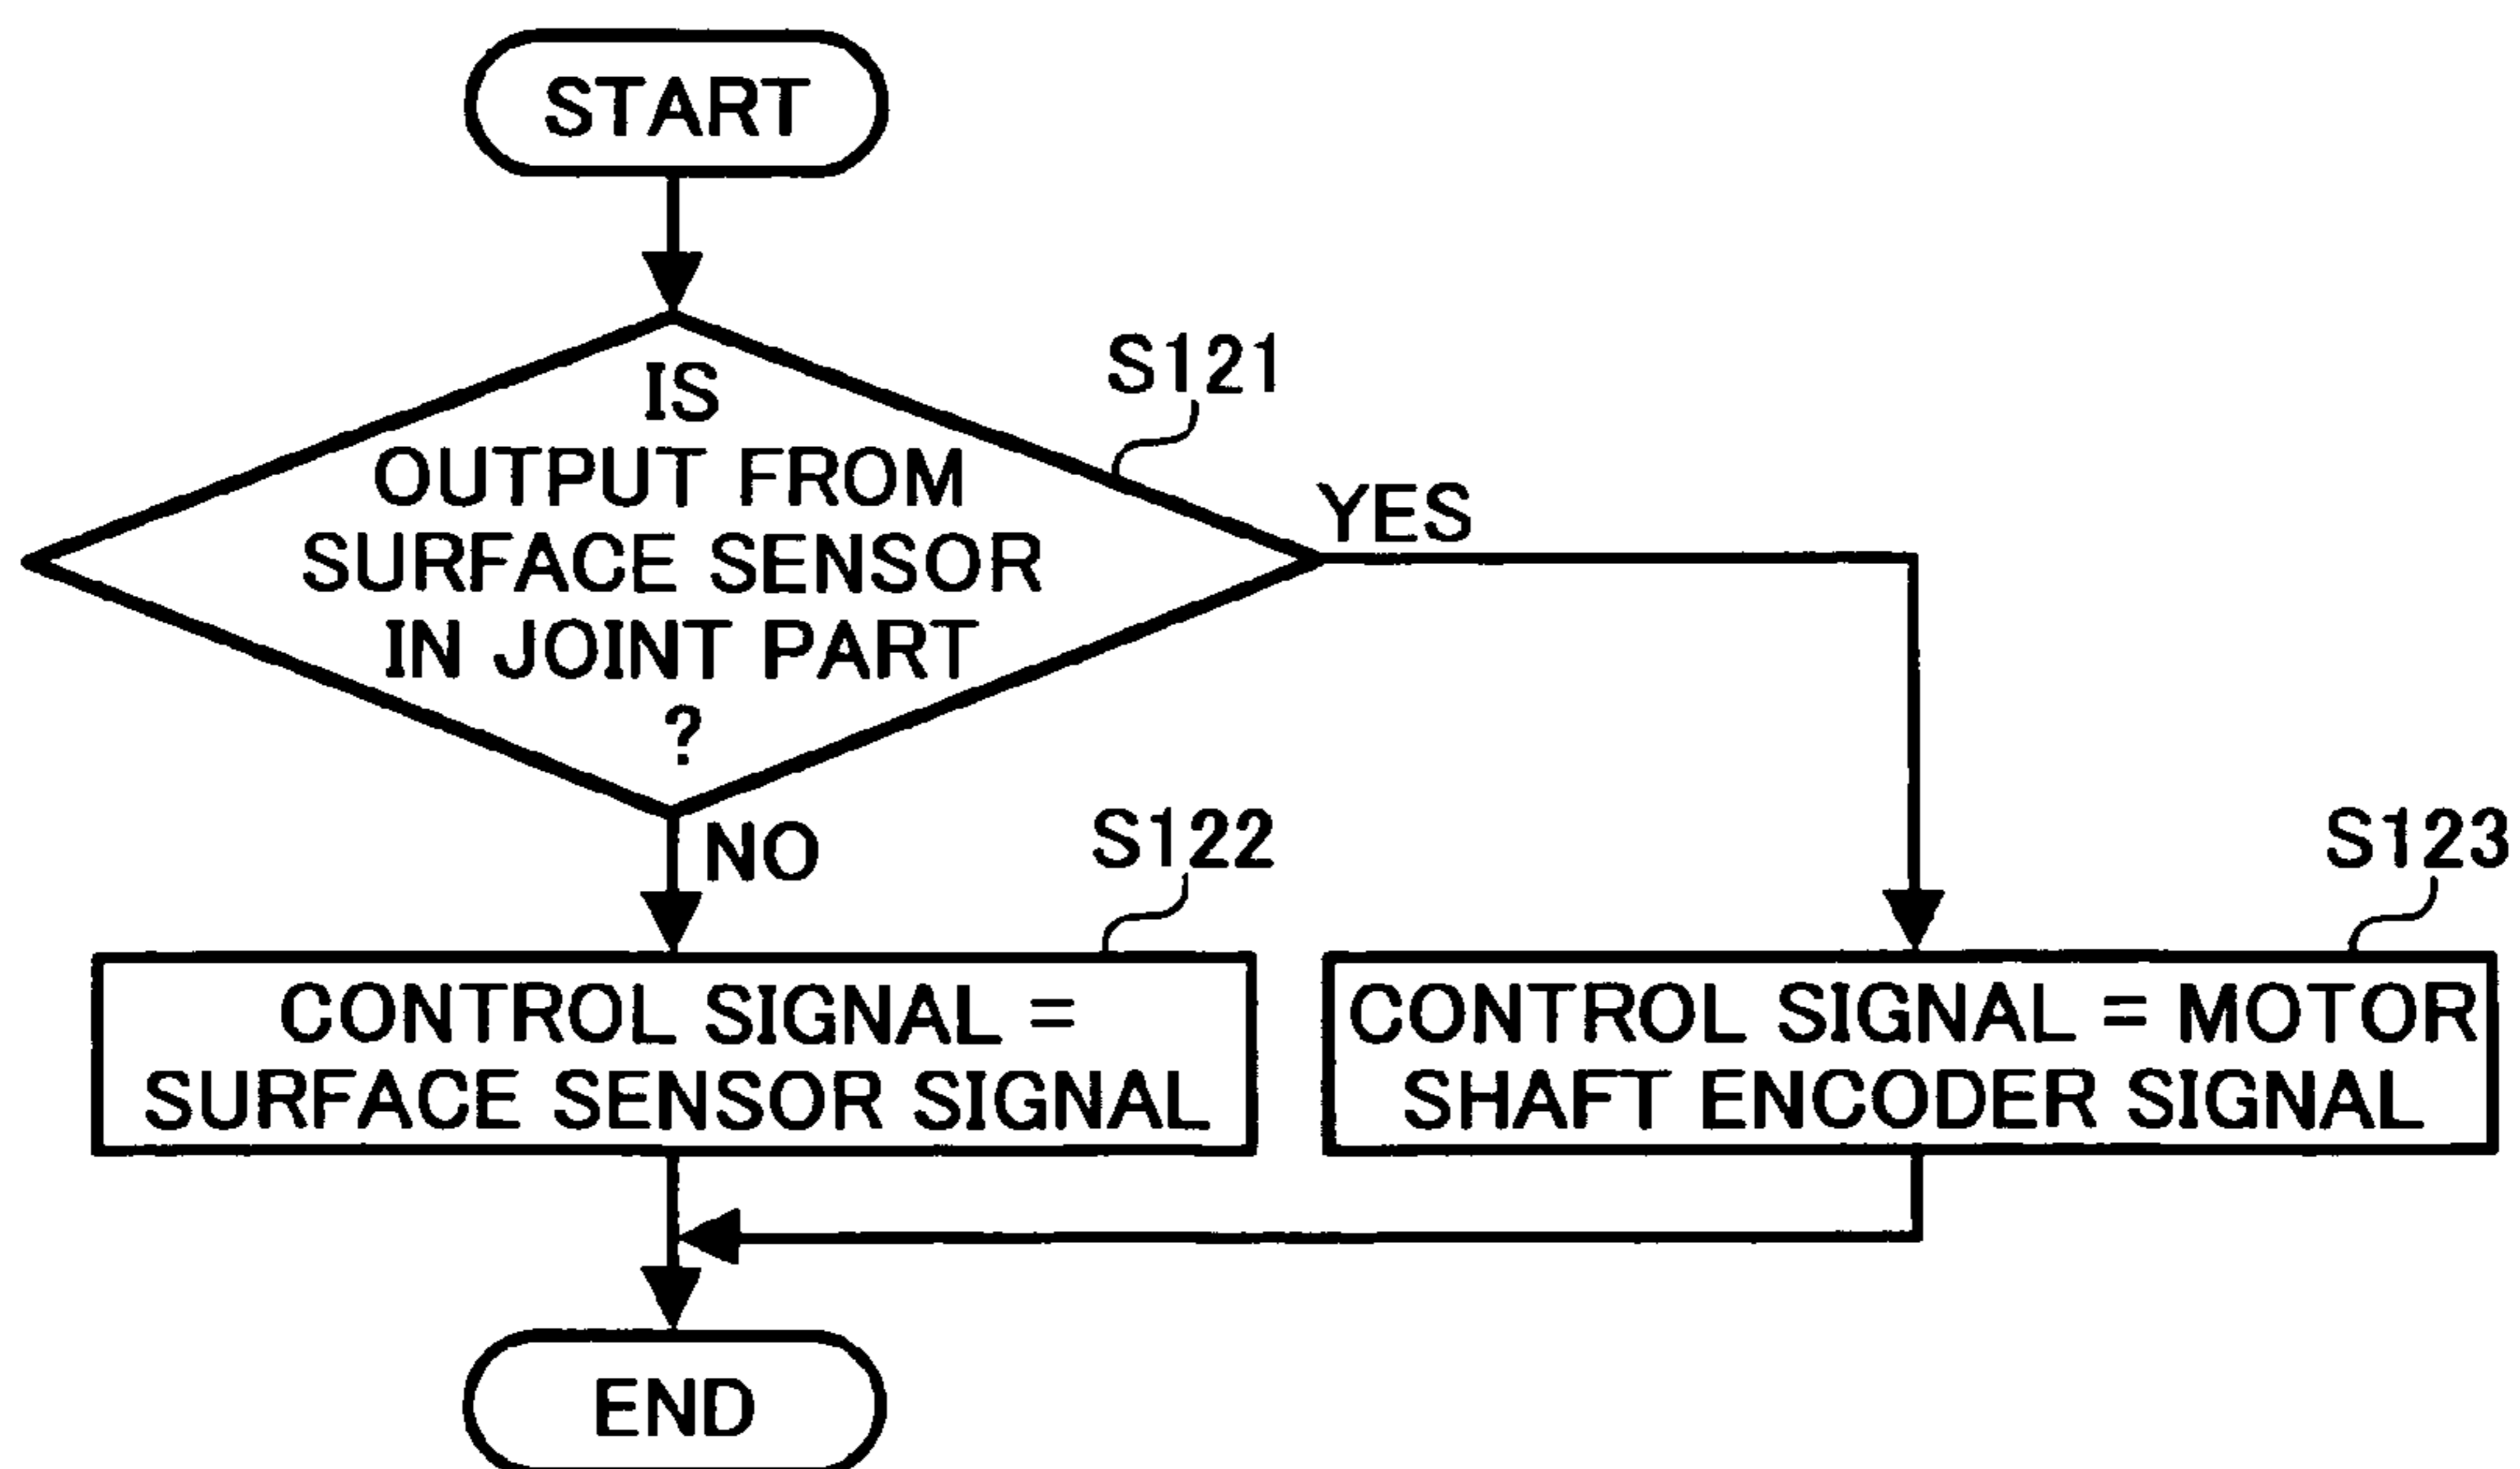 START
S121
IS
OUTPUT FROM
SURFACE SENSOR
IN JOINT PART
?
YES
NO
S122
S123
CONTROL SIGNAL =
SURFACE SENSOR SIGNAL
CONTROL SIGNAL = MOTOR
SHAFT ENCODER SIGNAL
END